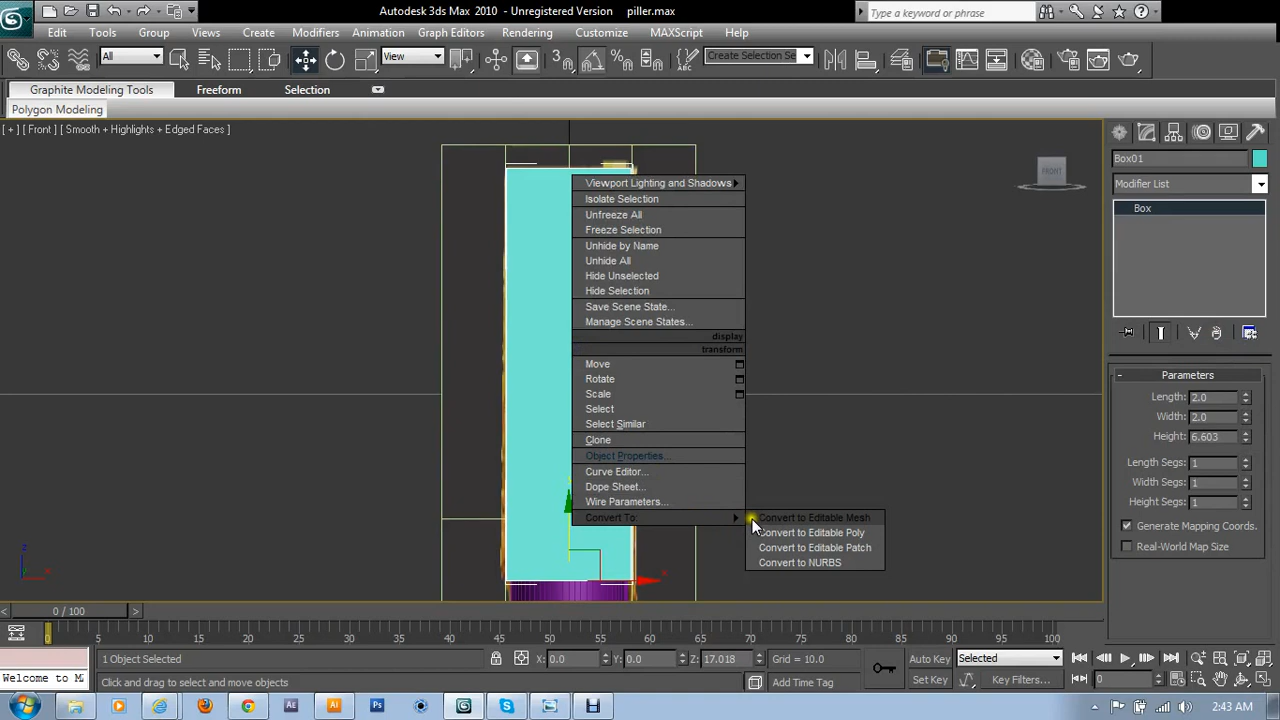 Autodesk 3ds Max 2010 - Unregistered Version piller.max
Type a keyword or phrase
Edit Tools Group Views Create Modifiers Animation Graph Editors Rendering Customize MAXScript Help
All View Create Selection Se
Graphite Modeling Tools Freeform Selection
Polygon Modeling
[ + ] [ Front ] [ Smooth + Highlights + Edged Faces ]
FRONT
Box01
Modifier List
Box
Viewport Lighting and Shadows
Isolate Selection
Unfreeze All
Freeze Selection
Unhide by Name
Unhide All
Hide Unselected
Hide Selection
Save Scene State...
Manage Scene States...
display
transform
Move
Rotate
Scale
Select
Select Similar
Clone
Object Properties...
Curve Editor...
Dope Sheet...
Wire Parameters...
Convert To:
Convert to Editable Mesh
Convert to Editable Poly
Convert to Editable Patch
Convert to NURBS
- Parameters
Length: 2.0
Width: 2.0
Height: 6.603
Length Segs: 1
Width Segs: 1
Height Segs: 1
Generate Mapping Coords.
Real-World Map Size
z
x
x
< 0 / 100 >
0 5 10 15 20 25 30 35 40 45 50 55 60 65 70 75 80 85 90 95 100
1 Object Selected X: 0.0 Y: 0.0 Z: 17.018 Grid = 10.0 Auto Key Selected
Welcome to M Click and drag to select and move objects Add Time Tag Set Key Key Filters... 0
Ae Ai Ps 2:43 AM